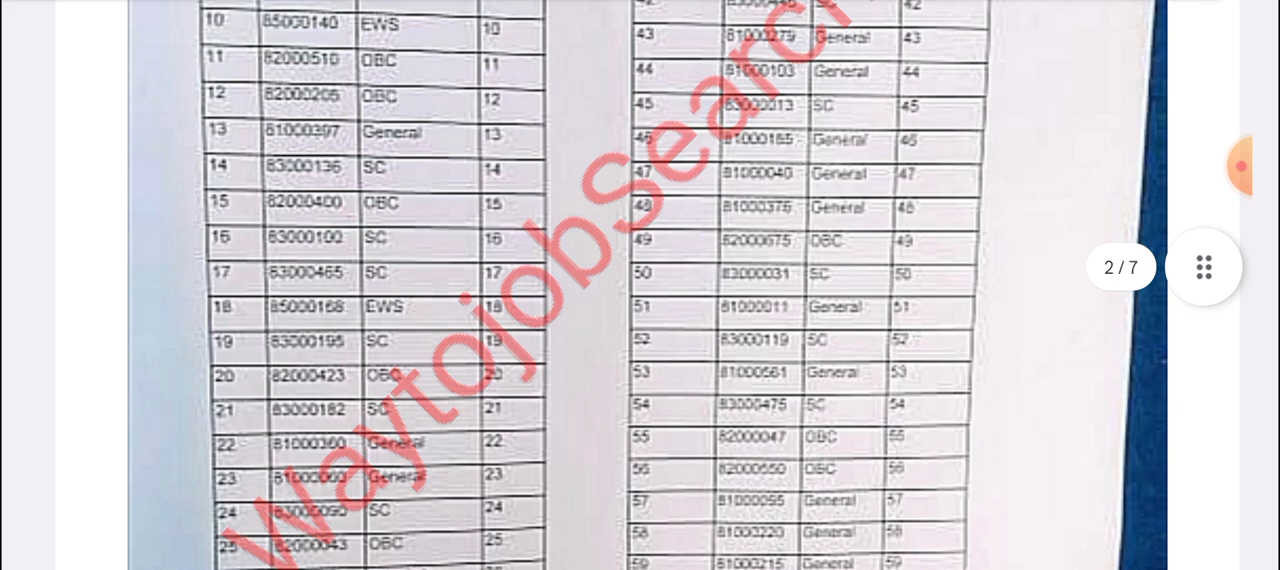 10 85000140 EWS 10
11 82000510 OBC 11
12 82000205 OBC 12
13 81000397 General 13
14 83000136 SC 14
15 82000400 OBC 15
16 83000100 SC 16
17 83000465 SC 17
18 85000168 EWS 18
19 83000195 SC 19
20 82000423 OBC 20
21 83000182 SC 21
22 81000360 General 22
23 General 23
24 83000090 SC 24
25 82000043 OBC 25
42
43 81000279 General 43
44 81000103 General 44
45 83000013 SC 45
46 81000165 General 46
47 81000040 General 47
48 81000376 General 48
49 82000675 OBC 49
50 83000031 SC 50
51 81000011 General 51
52 83000119 SC 52
53 81000561 General 53
54 83000475 SC 54
55 82000047 OBC 55
56 82000550 OBC 56
57 81000095 General 57
58 81000220 General 58
59 81000215 General 59
WaytojobSearc
2 / 7